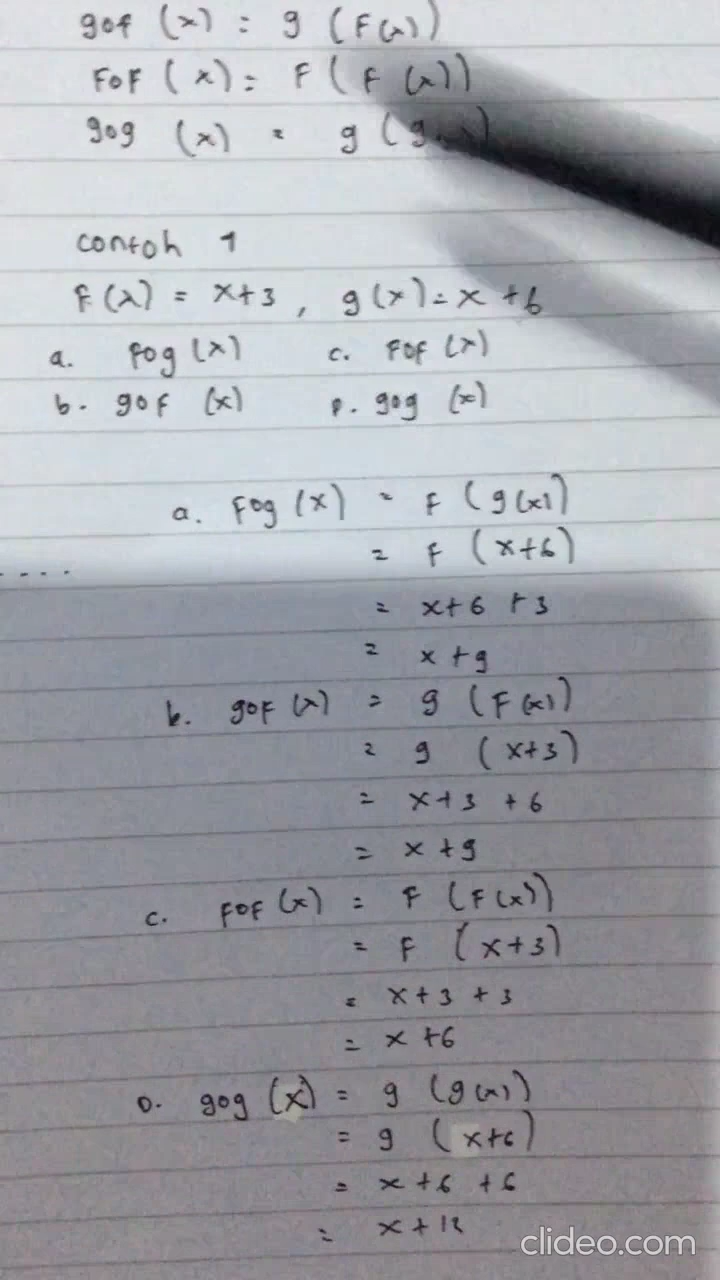 gof (x) = g (F(x))
FoF (x) = F (F (x))
gog (x) = g (g
contoh 1
F(x) = x+3 , g(x) = x +6
a. Fog (x) c. FOF (x)
b. gof (x) D. gog (x)
a. Fog (x) = F (g(x))
= F (x+6)
....
= x+6 +3
= x +9
b. gof (x) = g (F(x))
= g (x+3)
= x+3 +6
= x +9
c. FOF (x) = F (F(x))
= F (x+3)
= x+3 +3
= x +6
D. gog (x) = g (g(x))
= g (x+6)
= x +6 +6
= x +12
clideo.com